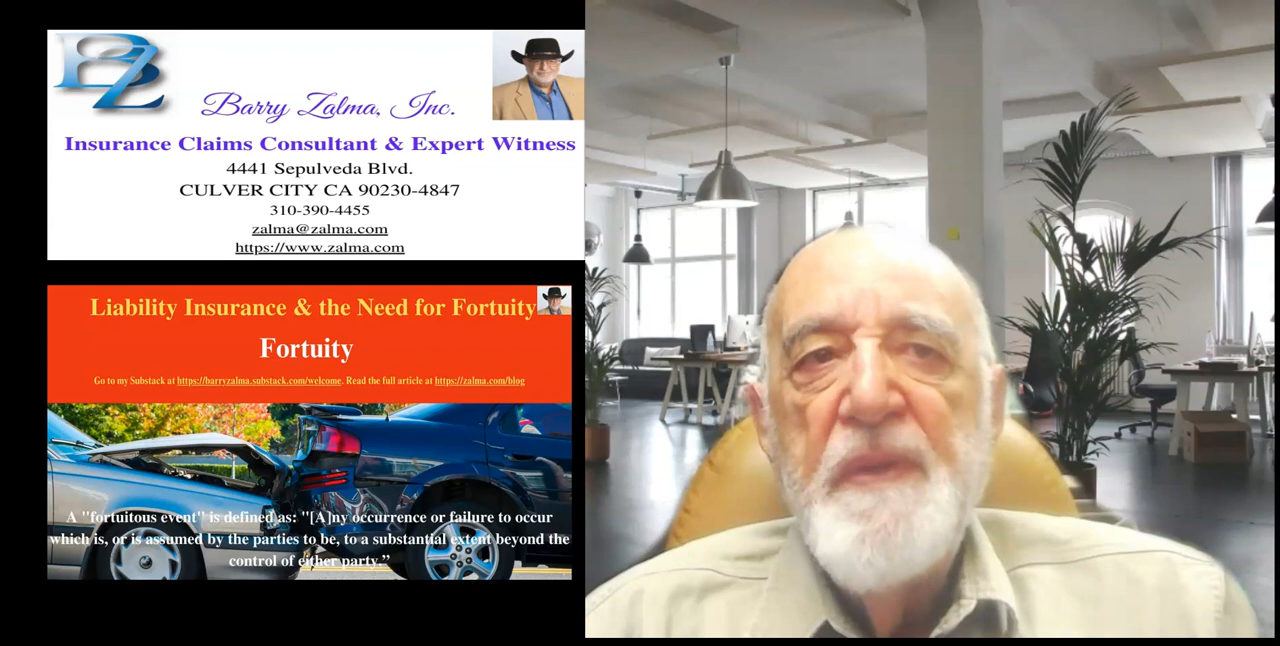 BZ
Barry Zalma, Inc.
Insurance Claims Consultant & Expert Witness
4441 Sepulveda Blvd.
CULVER CITY CA 90230-4847
310-390-4455
zalma@zalma.com
https://www.zalma.com
Liability Insurance & the Need for Fortuity
Fortuity
Go to my Substack at https://barryzalma.substack.com/welcome. Read the full article at https://zalma.com/blog
A "fortuitous event" is defined as: "[A]ny occurrence or failure to occur
which is, or is assumed by the parties to be, to a substantial extent beyond the
control of either party.”